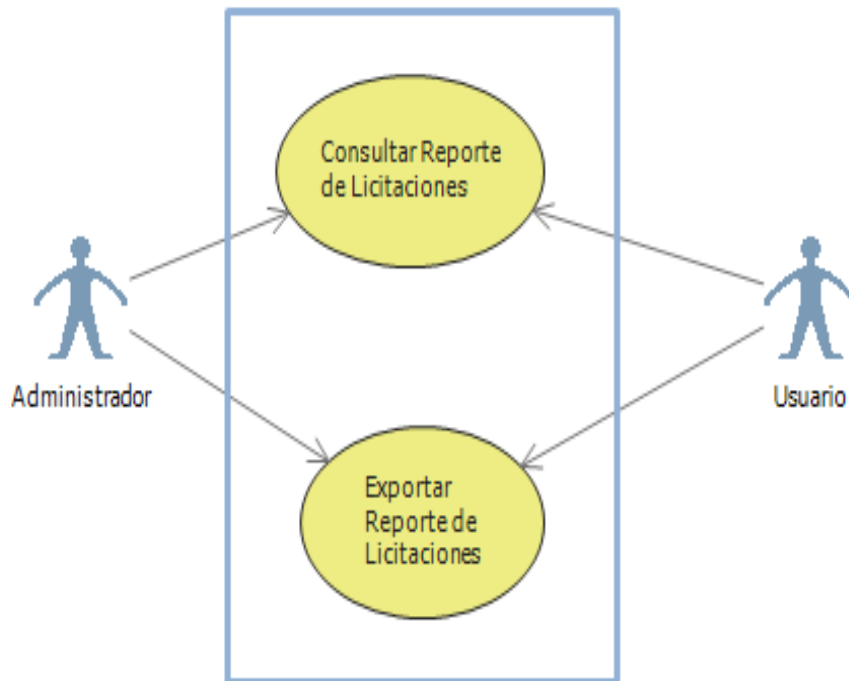 Consultar Reporte
de Licitaciones
Administrador
Usuario
Exportar
Reporte de
Licitaciones